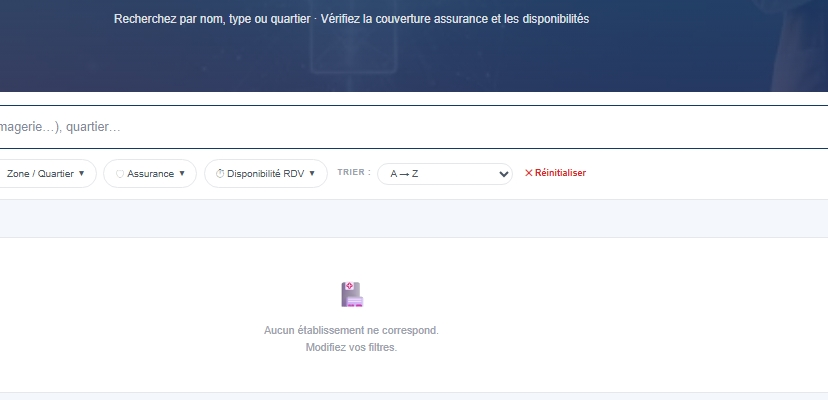 Recherchez par nom, type ou quartier · Vérifiez la couverture assurance et les disponibilités
magerie…), quartier…
Zone / Quartier ▼ Assurance ▼ Disponibilité RDV ▼ TRIER : A → Z ✕ Réinitialiser
Aucun établissement ne correspond.
Modifiez vos filtres.